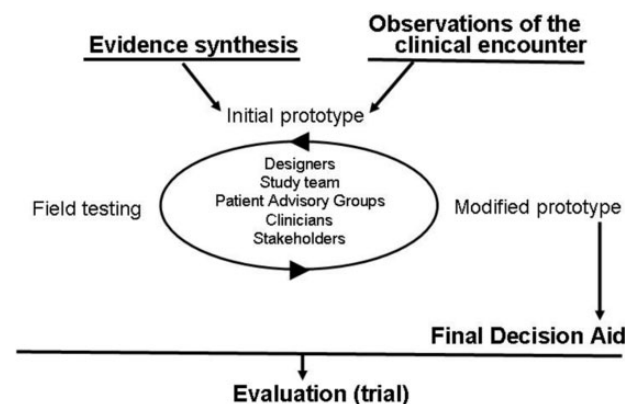 Evidence synthesis
Observations of the
clinical encounter
Initial prototype
Designers
Study team
Patient Advisory Groups
Clinicians
Stakeholders
Field testing
Modified prototype
Final Decision Aid
Evaluation (trial)